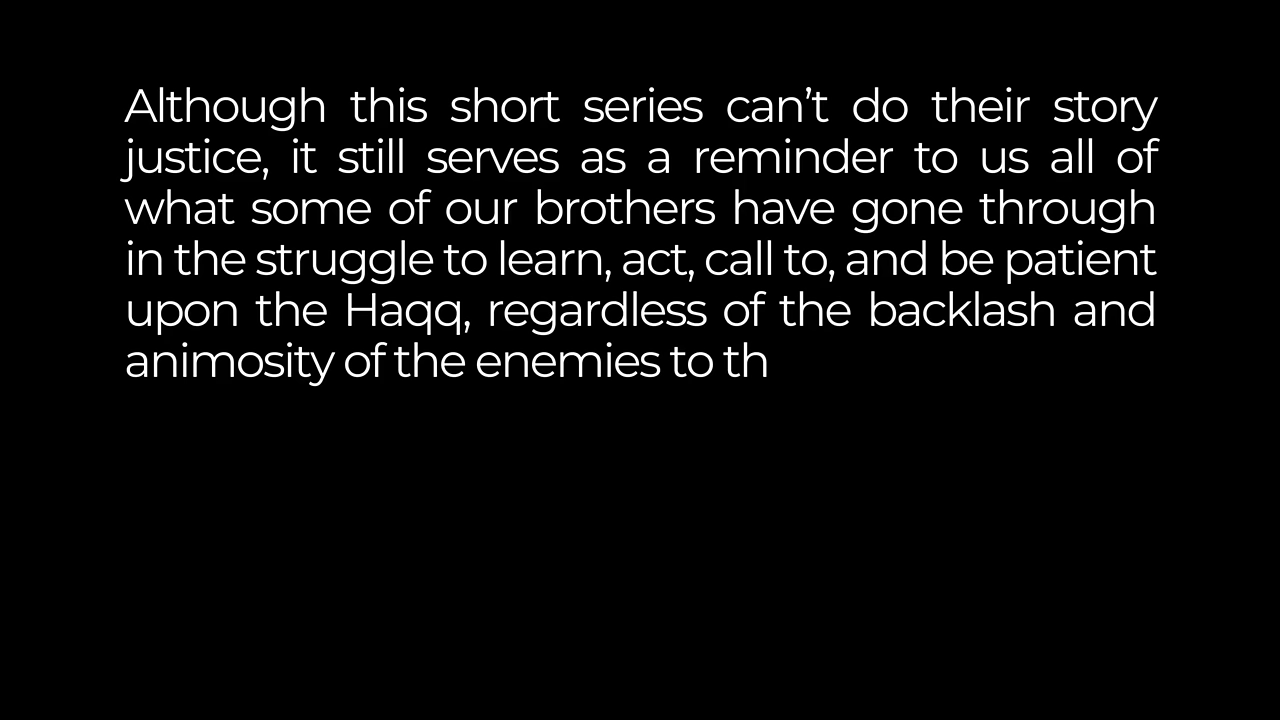 Although this short series can’t do their story
justice, it still serves as a reminder to us all of
what some of our brothers have gone through
in the struggle to learn, act, call to, and be patient
upon the Haqq, regardless of the backlash and
animosity of the enemies to th